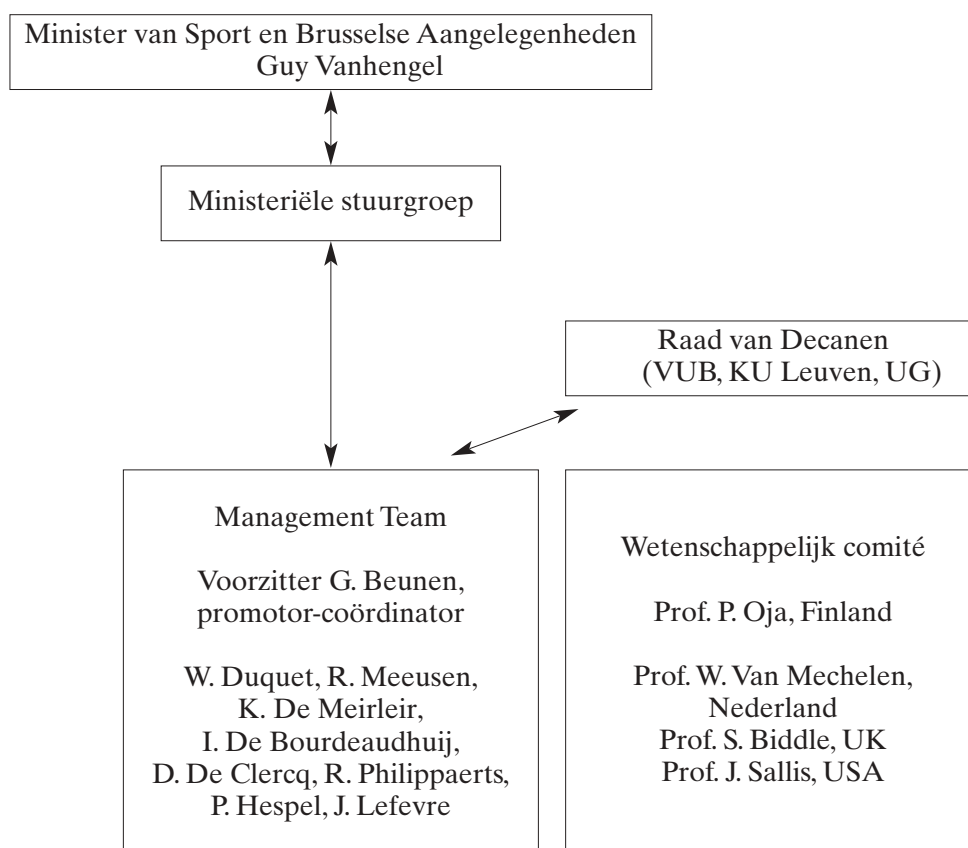 Minister van Sport en Brusselse Aangelegenheden
Guy Vanhengel
Ministeriële stuurgroep
Raad van Decanen
(VUB, KU Leuven, UG)
Management Team
Voorzitter G. Beunen,
promotor-coördinator
W. Duquet, R. Meeusen,
K. De Meirleir,
I. De Bourdeaudhuij,
D. De Clercq, R. Philippaerts,
P. Hespel, J. Lefevre
Wetenschappelijk comité
Prof. P. Oja, Finland
Prof. W. Van Mechelen,
Nederland
Prof. S. Biddle, UK
Prof. J. Sallis, USA